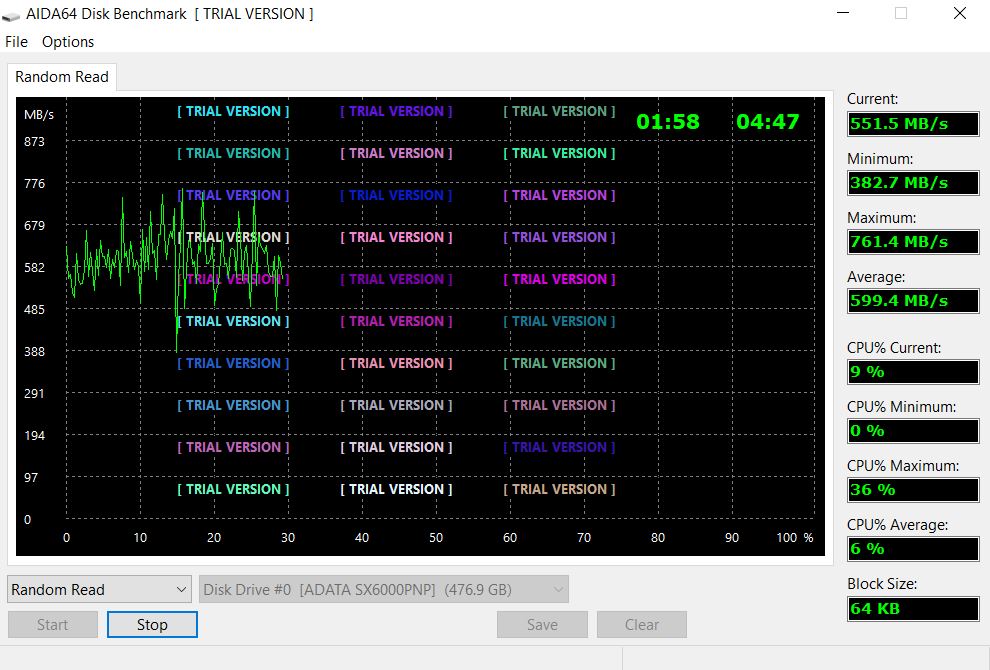 AIDA64 Disk Benchmark [ TRIAL VERSION ]
File Options
Random Read
MB/s
[ TRIAL VERSION ] [ TRIAL VERSION ] [ TRIAL VERSION ]
01:58 04:47
873
[ TRIAL VERSION ] [ TRIAL VERSION ] [ TRIAL VERSION ]
776
[ TRIAL VERSION ] [ TRIAL VERSION ] [ TRIAL VERSION ]
679
[ TRIAL VERSION ] [ TRIAL VERSION ] [ TRIAL VERSION ]
582
[ TRIAL VERSION ] [ TRIAL VERSION ] [ TRIAL VERSION ]
485
[ TRIAL VERSION ] [ TRIAL VERSION ] [ TRIAL VERSION ]
388
[ TRIAL VERSION ] [ TRIAL VERSION ] [ TRIAL VERSION ]
291
[ TRIAL VERSION ] [ TRIAL VERSION ] [ TRIAL VERSION ]
194
[ TRIAL VERSION ] [ TRIAL VERSION ] [ TRIAL VERSION ]
97
[ TRIAL VERSION ] [ TRIAL VERSION ] [ TRIAL VERSION ]
0
0 10 20 30 40 50 60 70 80 90 100 %
Current:
551.5 MB/s
Minimum:
382.7 MB/s
Maximum:
761.4 MB/s
Average:
599.4 MB/s
CPU% Current:
9 %
CPU% Minimum:
0 %
CPU% Maximum:
36 %
CPU% Average:
6 %
Block Size:
64 KB
Random Read
Disk Drive #0 [ADATA SX6000PNP] (476.9 GB)
Start Stop Save Clear